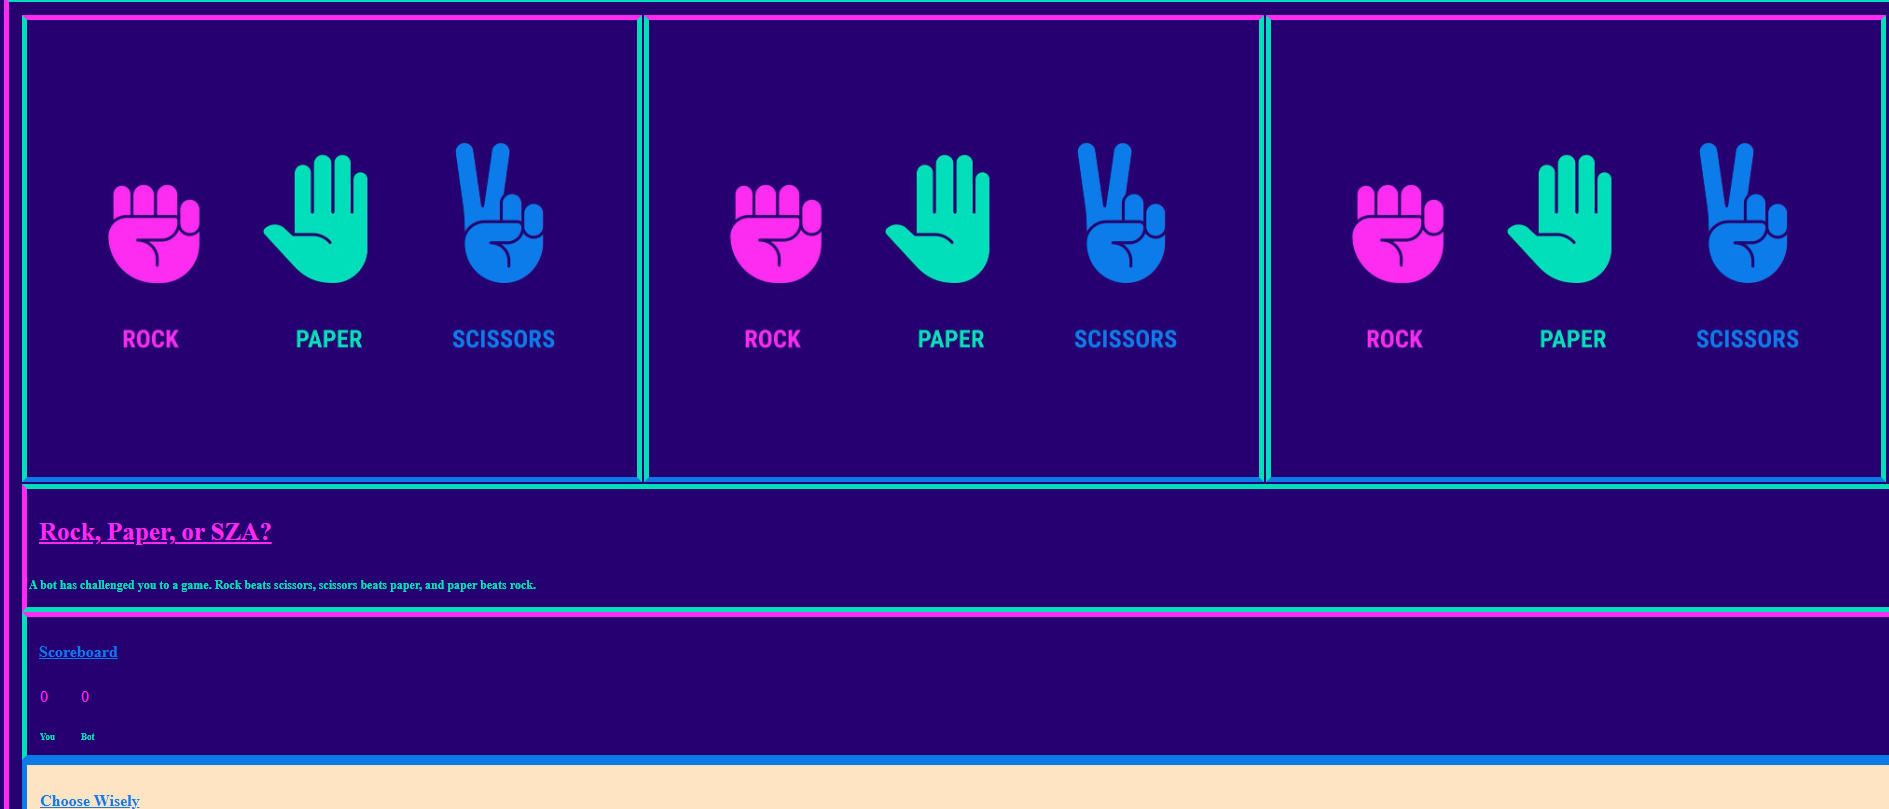 ROCK PAPER SCISSORS ROCK PAPER SCISSORS ROCK PAPER SCISSORS
Rock, Paper, or SZA?
A bot has challenged you to a game. Rock beats scissors, scissors beats paper, and paper beats rock.
Scoreboard
0 0
You Bot
Choose Wisely